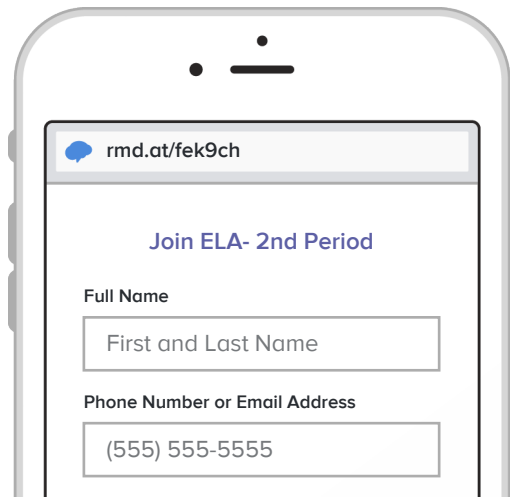 rmd.at/fek9ch
Join ELA- 2nd Period
Full Name
First and Last Name
Phone Number or Email Address
(555) 555-5555